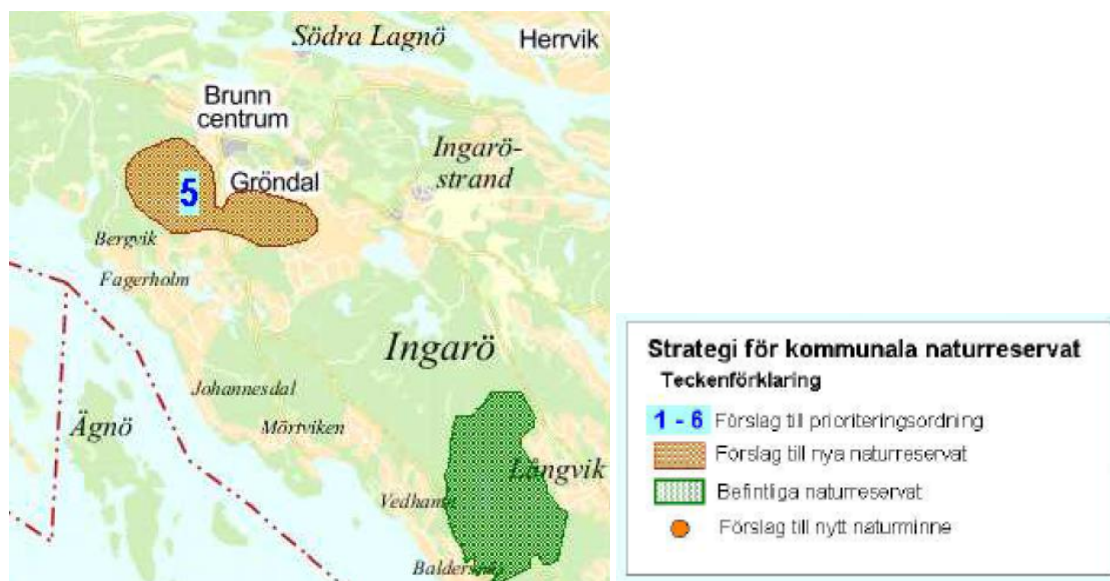 Södra Lagnö
Herrvik
Brunn
centrum
Ingarö-
strand
5
Gröndal
Bergvik
Fagerholm
Ingarö
Johannesdal
Ägnö
Mörtviken
Långvik
Strategi för kommunala naturreservat
Teckenförklaring
1 - 6 Förslag till prioriteringsordning
Förslag till nya naturreservat
Befintliga naturreservat
Förslag till nytt naturminne